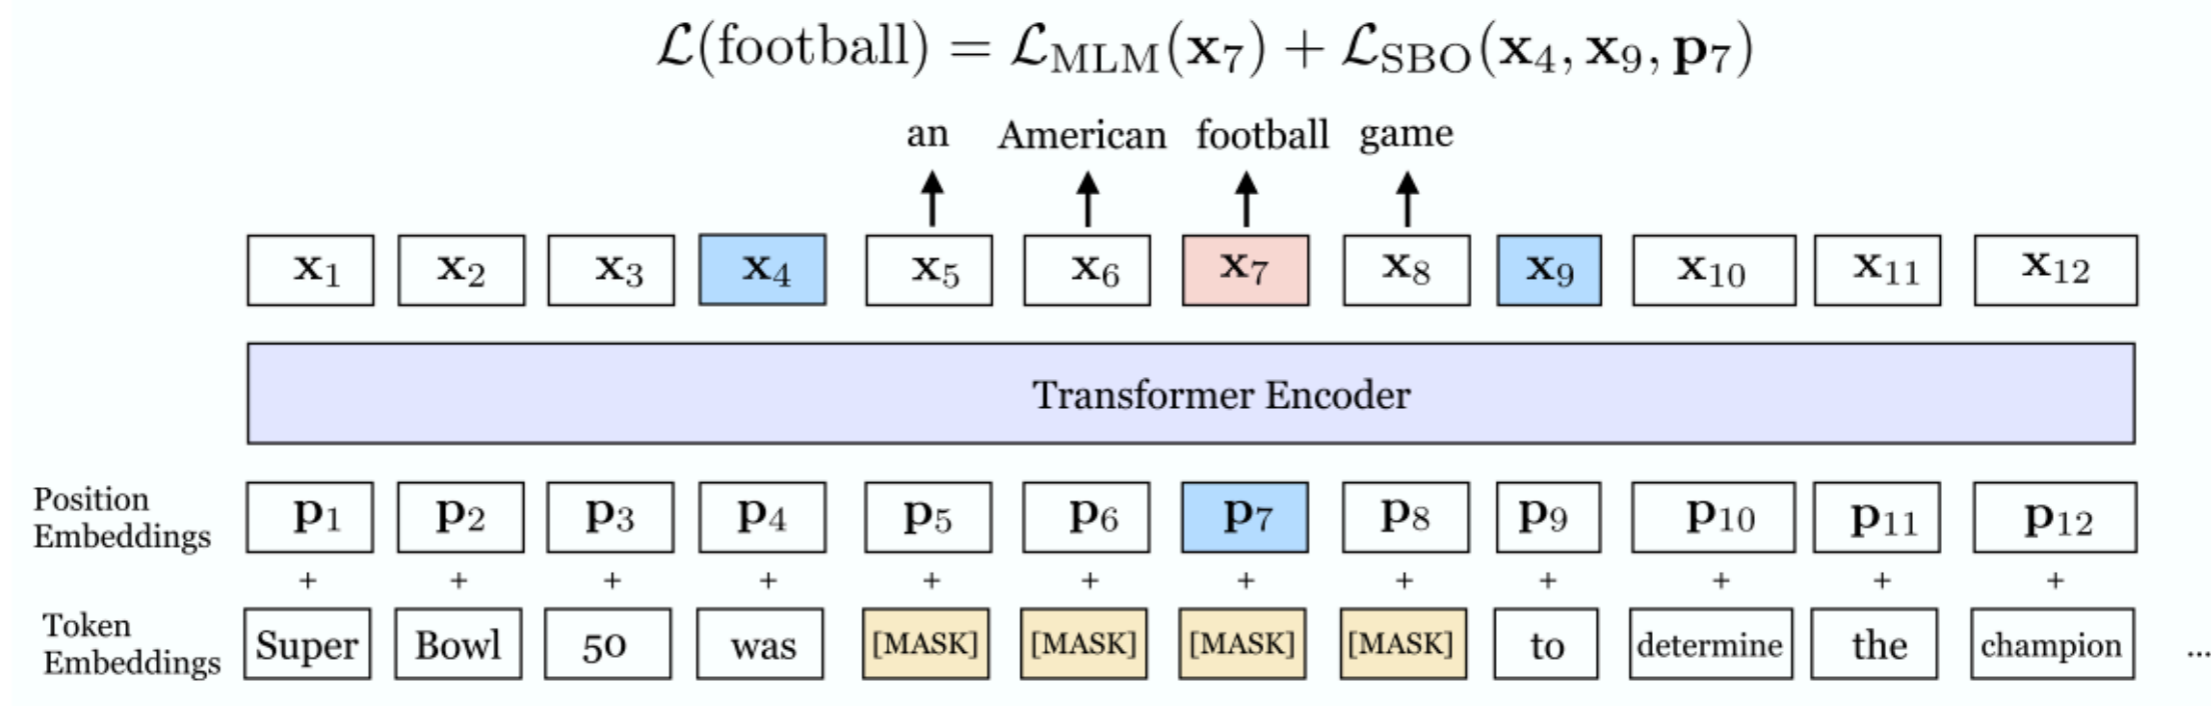 ℒ(football) = ℒ_MLM(x₇) + ℒ_SBO(x₄, x₉, p₇)
an American football game
x₁ x₂ x₃ x₄ x₅ x₆ x₇ x₈ x₉ x₁₀ x₁₁ x₁₂
Transformer Encoder
Position
Embeddings
p₁ p₂ p₃ p₄ p₅ p₆ p₇ p₈ p₉ p₁₀ p₁₁ p₁₂
+ + + + + + + + + + + +
Token
Embeddings
Super Bowl 50 was [MASK] [MASK] [MASK] [MASK] to determine the champion ...